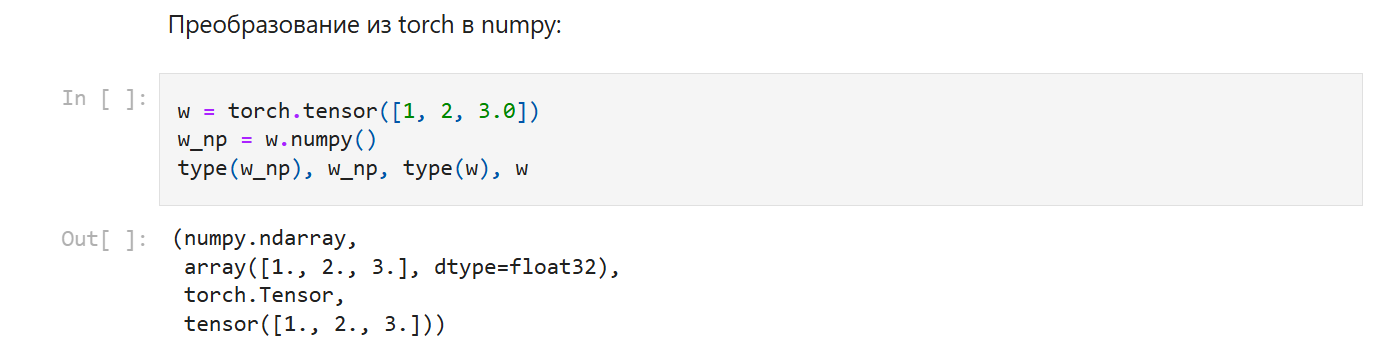 Преобразование из torch в numpy:
In [ ]:
w = torch.tensor([1, 2, 3.0])
w_np = w.numpy()
type(w_np), w_np, type(w), w
Out[ ]:
(numpy.ndarray,
 array([1., 2., 3.], dtype=float32),
 torch.Tensor,
 tensor([1., 2., 3.]))